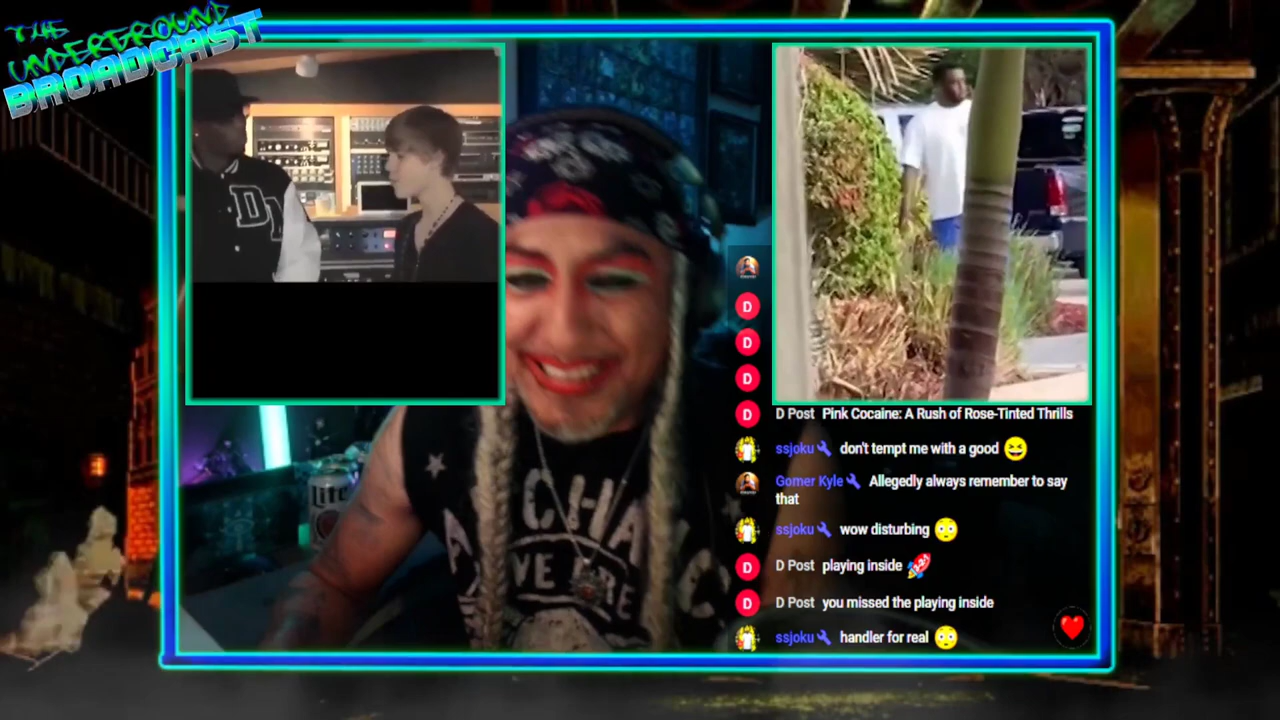 THE
UNDERGROUND
BROADCAST
D
D
D
D
D Post Pink Cocaine: A Rush of Rose-Tinted Thrills
ssjoku don't tempt me with a good 😆
Gomer Kyle Allegedly always remember to say
that
ssjoku wow disturbing 😳
D
D Post playing inside
D
D Post you missed the playing inside
ssjoku handler for real 😳
Lite